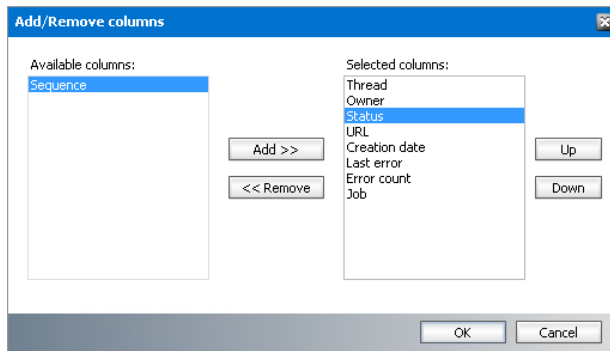 Add/Remove columns
Available columns:
Sequence
Add >>
<< Remove
Selected columns:
Thread
Owner
Status
URL
Creation date
Last error
Error count
Job
Up
Down
OK
Cancel